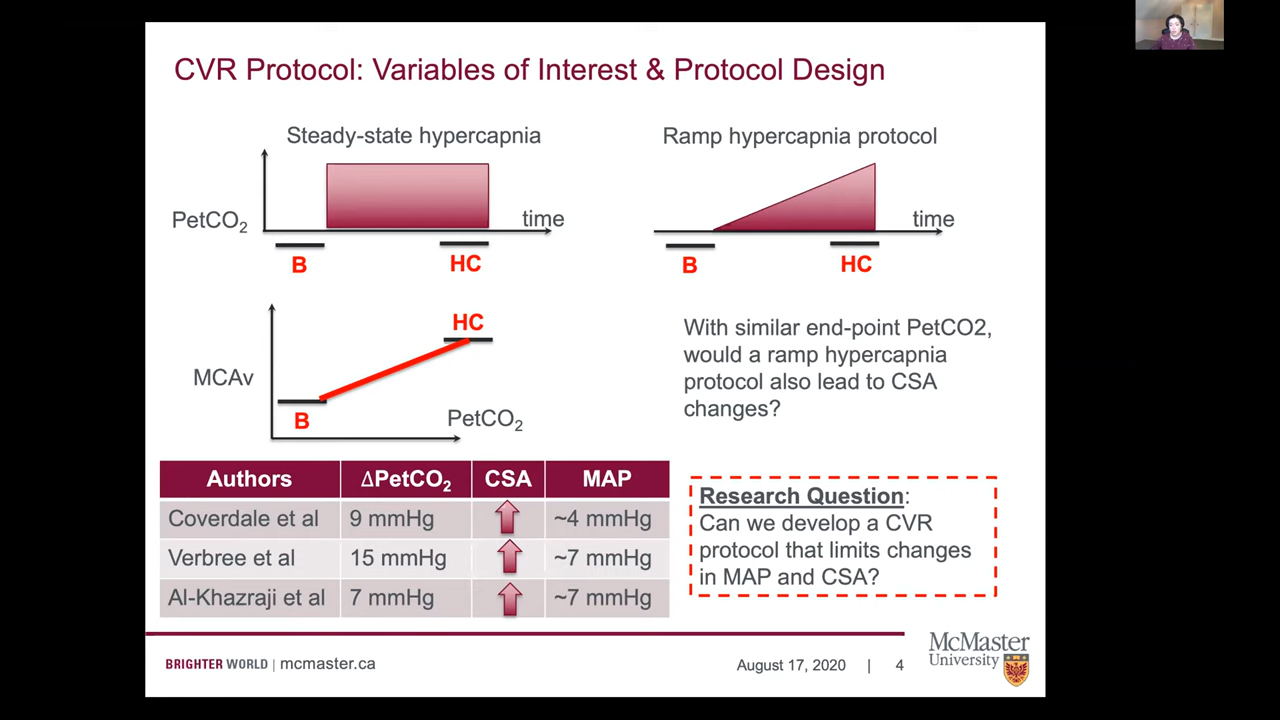 CVR Protocol: Variables of Interest & Protocol Design
Steady-state hypercapnia
PetCO₂
time
B
HC
Ramp hypercapnia protocol
time
B
HC
MCAv
HC
B
PetCO₂
With similar end-point PetCO2,
would a ramp hypercapnia
protocol also lead to CSA
changes?
Authors ΔPetCO₂ CSA MAP
Coverdale et al 9 mmHg ~4 mmHg
Verbree et al 15 mmHg ~7 mmHg
Al-Khazraji et al 7 mmHg ~7 mmHg
Research Question:
Can we develop a CVR
protocol that limits changes
in MAP and CSA?
BRIGHTER WORLD | mcmaster.ca
August 17, 2020 | 4
McMaster
University